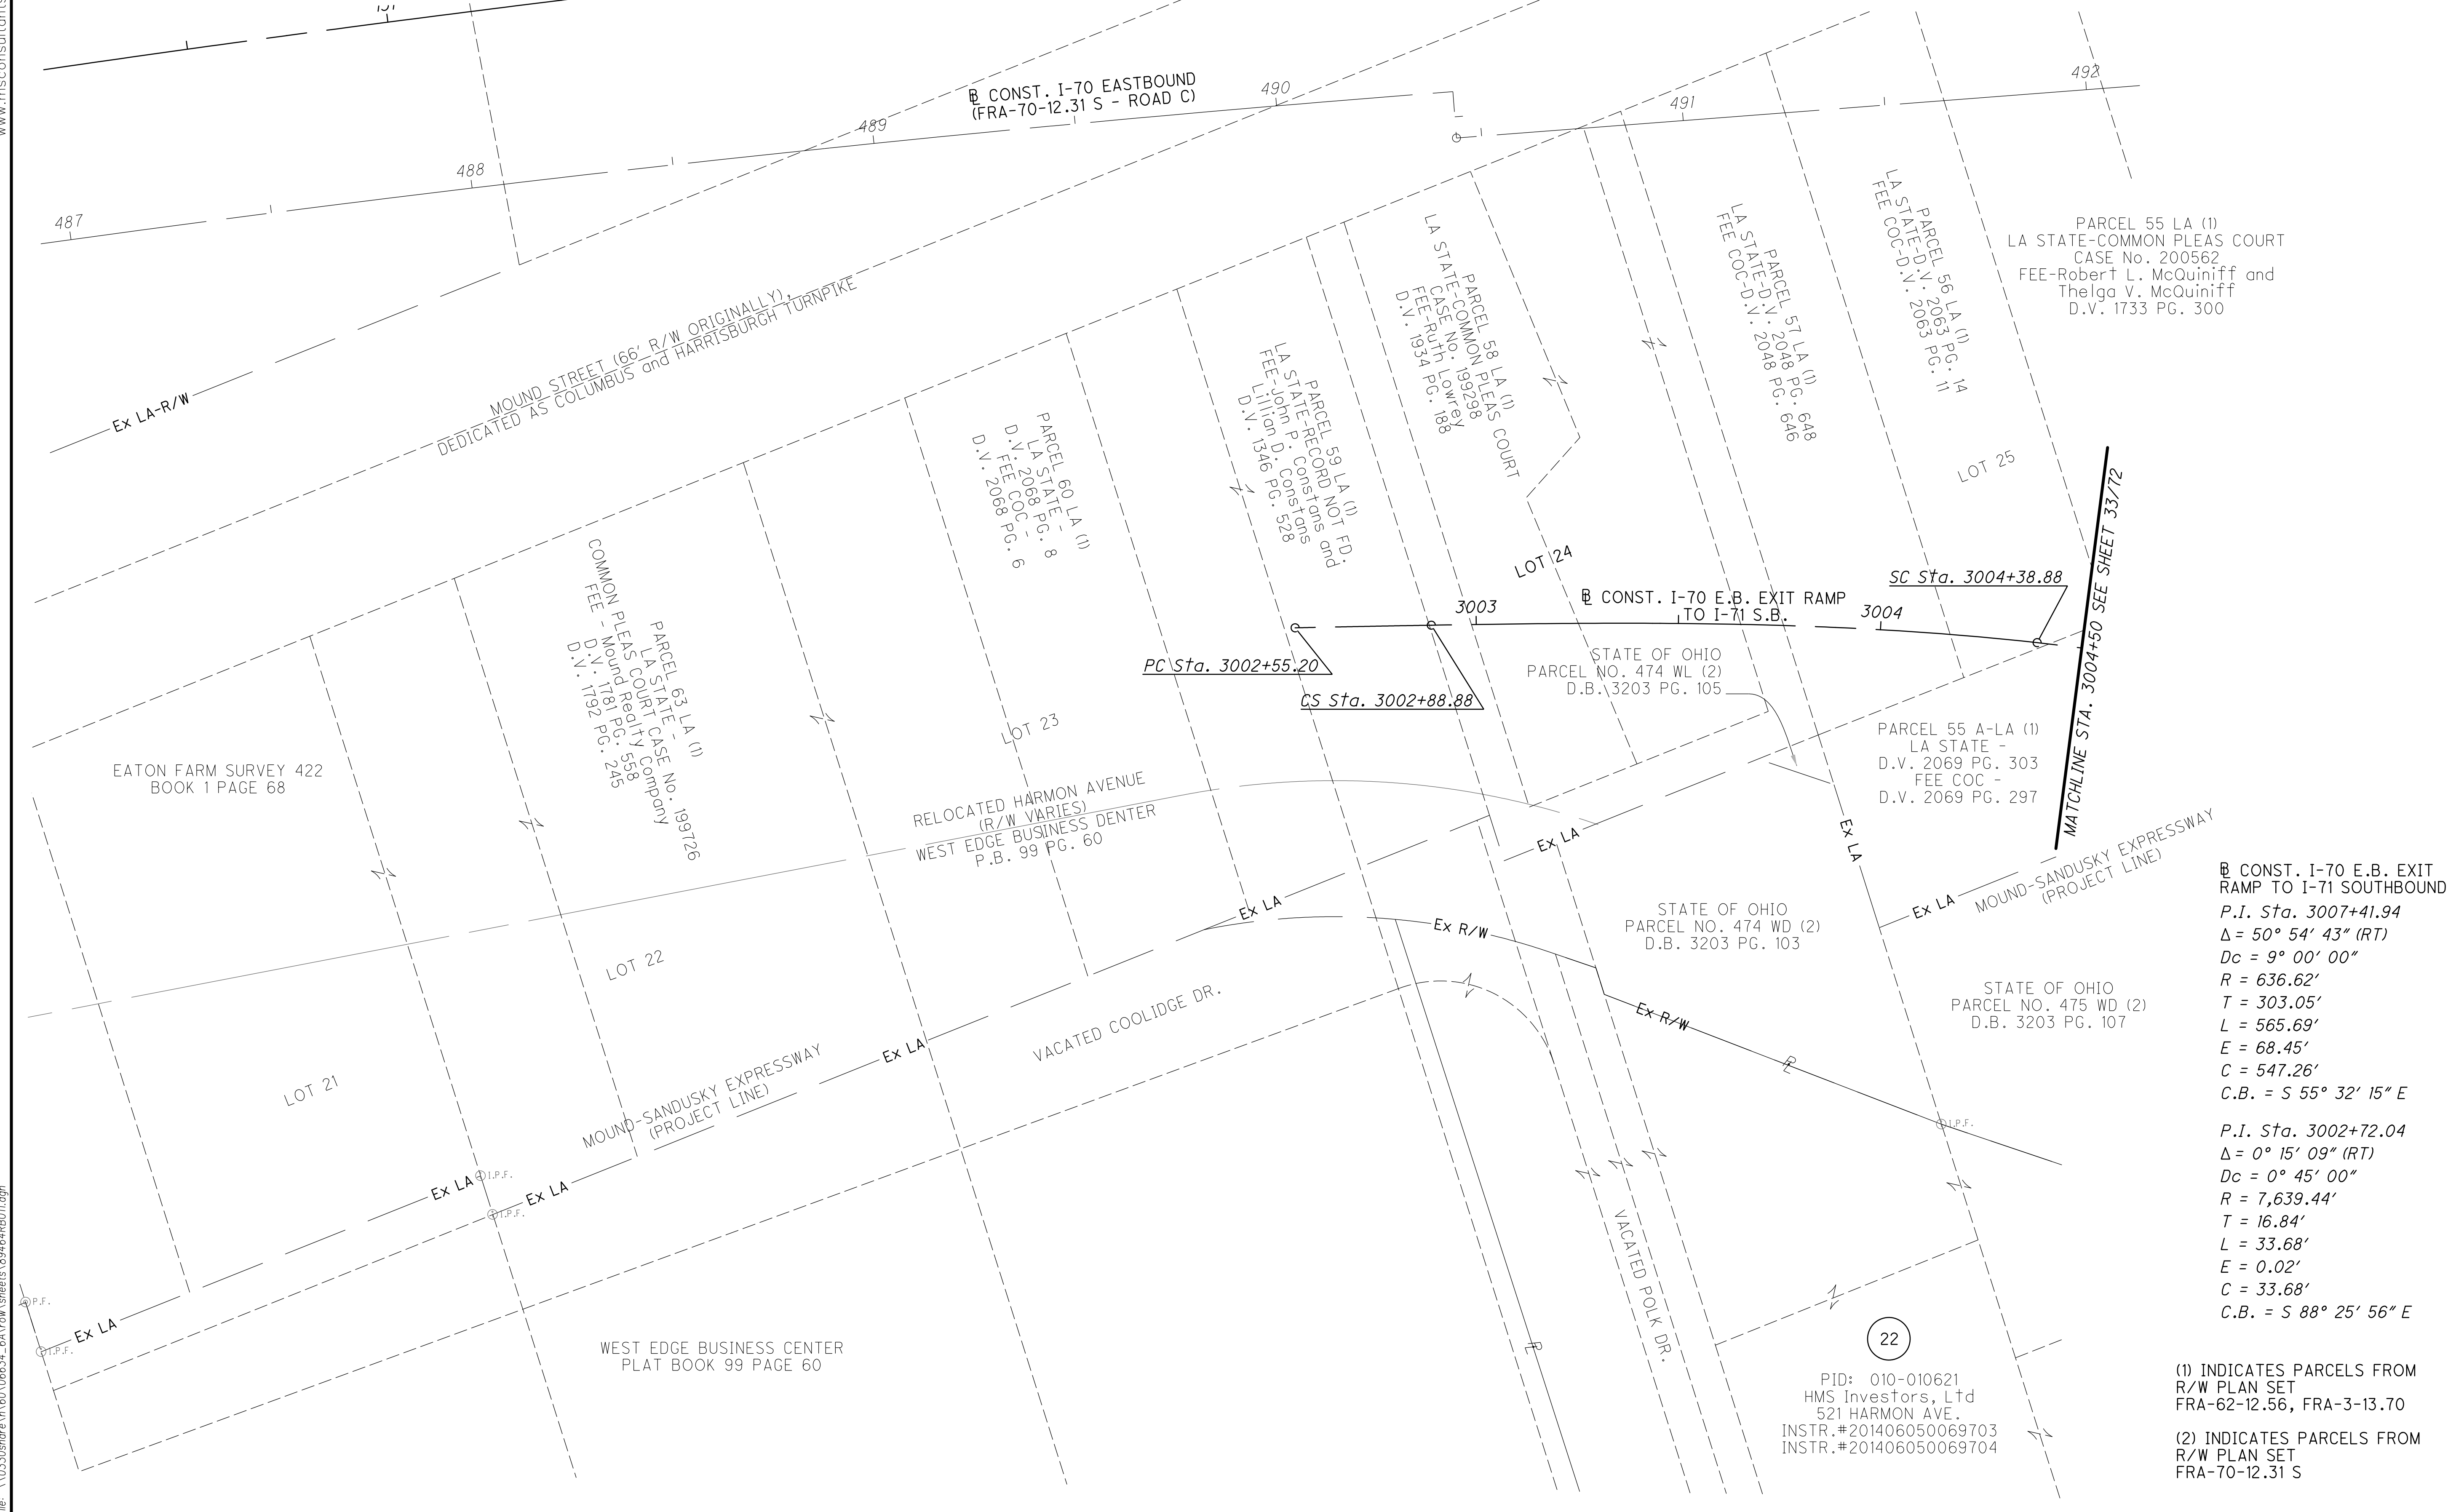 www.msconsultants
151
487
488
489
490
491
492
℄ CONST. I-70 EASTBOUND
(FRA-70-12.31 S - ROAD C)
Ex LA-R/W
MOUND STREET (66' R/W ORIGINALLY),
DEDICATED AS COLUMBUS and HARRISBURGH TURNPIKE
PARCEL 55 LA (1)
LA STATE-COMMON PLEAS COURT
CASE No. 200562
FEE-Robert L. McQuiniff and
Thelga V. McQuiniff
D.V. 1733 PG. 300
PARCEL 56 LA (1)
LA STATE-D.V. 2063 PG. 14
FEE COC-D.V. 2063 PG. 11
PARCEL 57 LA (1)
LA STATE-D.V. 2048 PG. 648
FEE COC-D.V. 2048 PG. 646
PARCEL 58 LA (1)
LA STATE-COMMON PLEAS COURT
CASE No. 199298
FEE-Ruth Lowrey
D.V. 1934 PG. 188
PARCEL 59 LA (1)
LA STATE-RECORD NOT FD.
FEE-John P. Constans and
Lillian D. Constans
D.V. 1346 PG. 528
PARCEL 60 LA (1)
LA STATE -
D.V. 2068 PG. 8
FEE COC -
D.V. 2068 PG. 6
PARCEL 63 LA (1)
LA STATE -
COMMON PLEAS COURT CASE No. 199726
FEE - Mound Realty Company
D.V. 1781 PG. 558
D.V. 1792 PG. 245
LOT 25
LOT 24
LOT 23
LOT 22
LOT 21
SC Sta. 3004+38.88
MATCHLINE STA. 3004+50 SEE SHEET 33/72
3003
℄ CONST. I-70 E.B. EXIT RAMP
TO I-71 S.B.
3004
PC Sta. 3002+55.20
CS Sta. 3002+88.88
STATE OF OHIO
PARCEL NO. 474 WL (2)
D.B. 3203 PG. 105
PARCEL 55 A-LA (1)
LA STATE -
D.V. 2069 PG. 303
FEE COC -
D.V. 2069 PG. 297
EATON FARM SURVEY 422
BOOK 1 PAGE 68
RELOCATED HARMON AVENUE
(R/W VARIES)
WEST EDGE BUSINESS DENTER
P.B. 99 PG. 60
Ex LA
Ex LA
Ex LA
MOUND-SANDUSKY EXPRESSWAY
(PROJECT LINE)
Ex LA
Ex R/W
STATE OF OHIO
PARCEL NO. 474 WD (2)
D.B. 3203 PG. 103
STATE OF OHIO
PARCEL NO. 475 WD (2)
D.B. 3203 PG. 107
Ex R/W
PL
VACATED COOLIDGE DR.
Ex LA
MOUND-SANDUSKY EXPRESSWAY
(PROJECT LINE)
I.P.F.
Ex LA
I.P.F.
Ex LA
I.P.F.
P.F.
Ex LA
I.P.F.
VACATED POLK DR.
PL
WEST EDGE BUSINESS CENTER
PLAT BOOK 99 PAGE 60
22
PID: 010-010621
HMS Investors, Ltd
521 HARMON AVE.
INSTR.#201406050069703
INSTR.#201406050069704
℄ CONST. I-70 E.B. EXIT
RAMP TO I-71 SOUTHBOUND
P.I. Sta. 3007+41.94
Δ = 50° 54' 43" (RT)
Dc = 9° 00' 00"
R = 636.62'
T = 303.05'
L = 565.69'
E = 68.45'
C = 547.26'
C.B. = S 55° 32' 15" E
P.I. Sta. 3002+72.04
Δ = 0° 15' 09" (RT)
Dc = 0° 45' 00"
R = 7,639.44'
T = 16.84'
L = 33.68'
E = 0.02'
C = 33.68'
C.B. = S 88° 25' 56" E
(1) INDICATES PARCELS FROM
R/W PLAN SET
FRA-62-12.56, FRA-3-13.70
(2) INDICATES PARCELS FROM
R/W PLAN SET
FRA-70-12.31 S